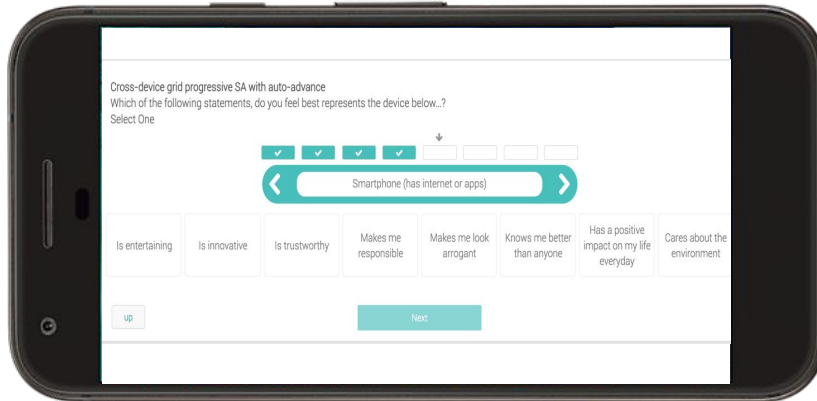 Cross-device grid progressive SA with auto-advance
Which of the following statements, do you feel best represents the device below...?
Select One
Smartphone (has internet or apps)
Is entertaining
Is innovative
Is trustworthy
Makes me
responsible
Makes me look
arrogant
Knows me better
than anyone
Has a positive
impact on my life
everyday
Cares about the
environment
up
Next